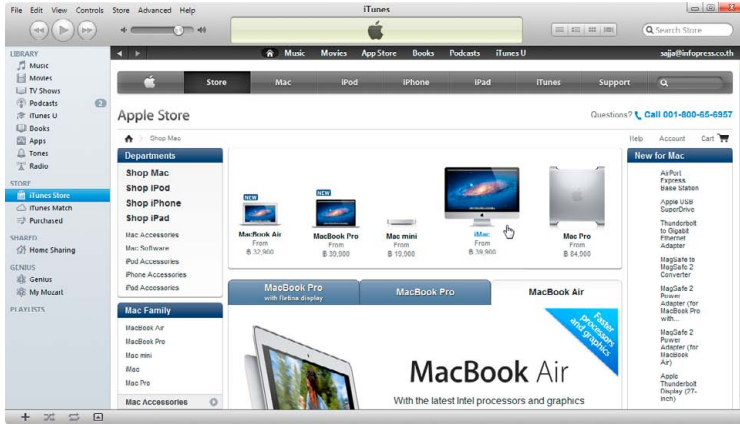 File Edit View Controls Store Advanced Help
iTunes
Search Store
LIBRARY
Music
Movies
TV Shows
Podcasts 2
iTunes U
Books
Apps
Tones
Radio
STORE
iTunes Store
iTunes Match
Purchased
SHARED
Home Sharing
GENIUS
Genius
My Mozart
PLAYLISTS
Music Movies App Store Books Podcasts iTunes U
sajja@infopress.co.th
Store Mac iPod iPhone iPad iTunes Support
Apple Store
Questions? Call 001-800-65-6957
Shop Mac
Help Account Cart
Departments
Shop Mac
Shop iPod
Shop iPhone
Shop iPad
Mac Accessories
Mac Software
iPod Accessories
iPhone Accessories
iPad Accessories
Mac Family
MacBook Air
MacBook Pro
Mac mini
iMac
Mac Pro
Mac Accessories
NEW
MacBook Air
From
฿ 32,900
NEW
MacBook Pro
From
฿ 39,900
Mac mini
From
฿ 19,900
iMac
From
฿ 39,900
Mac Pro
From
฿ 84,900
MacBook Pro
with Retina display
MacBook Pro
MacBook Air
Faster
processors
and graphics
MacBook Air
With the latest Intel processors and graphics
New for Mac
AirPort
Express
Base Station
Apple USB
SuperDrive
Thunderbolt
to Gigabit
Ethernet
Adapter
MagSafe to
MagSafe 2
Converter
MagSafe 2
Power
Adapter (for
MacBook Pro
with...
MagSafe 2
Power
Adapter (for
MacBook
Air)
Apple
Thunderbolt
Display (27-
inch)